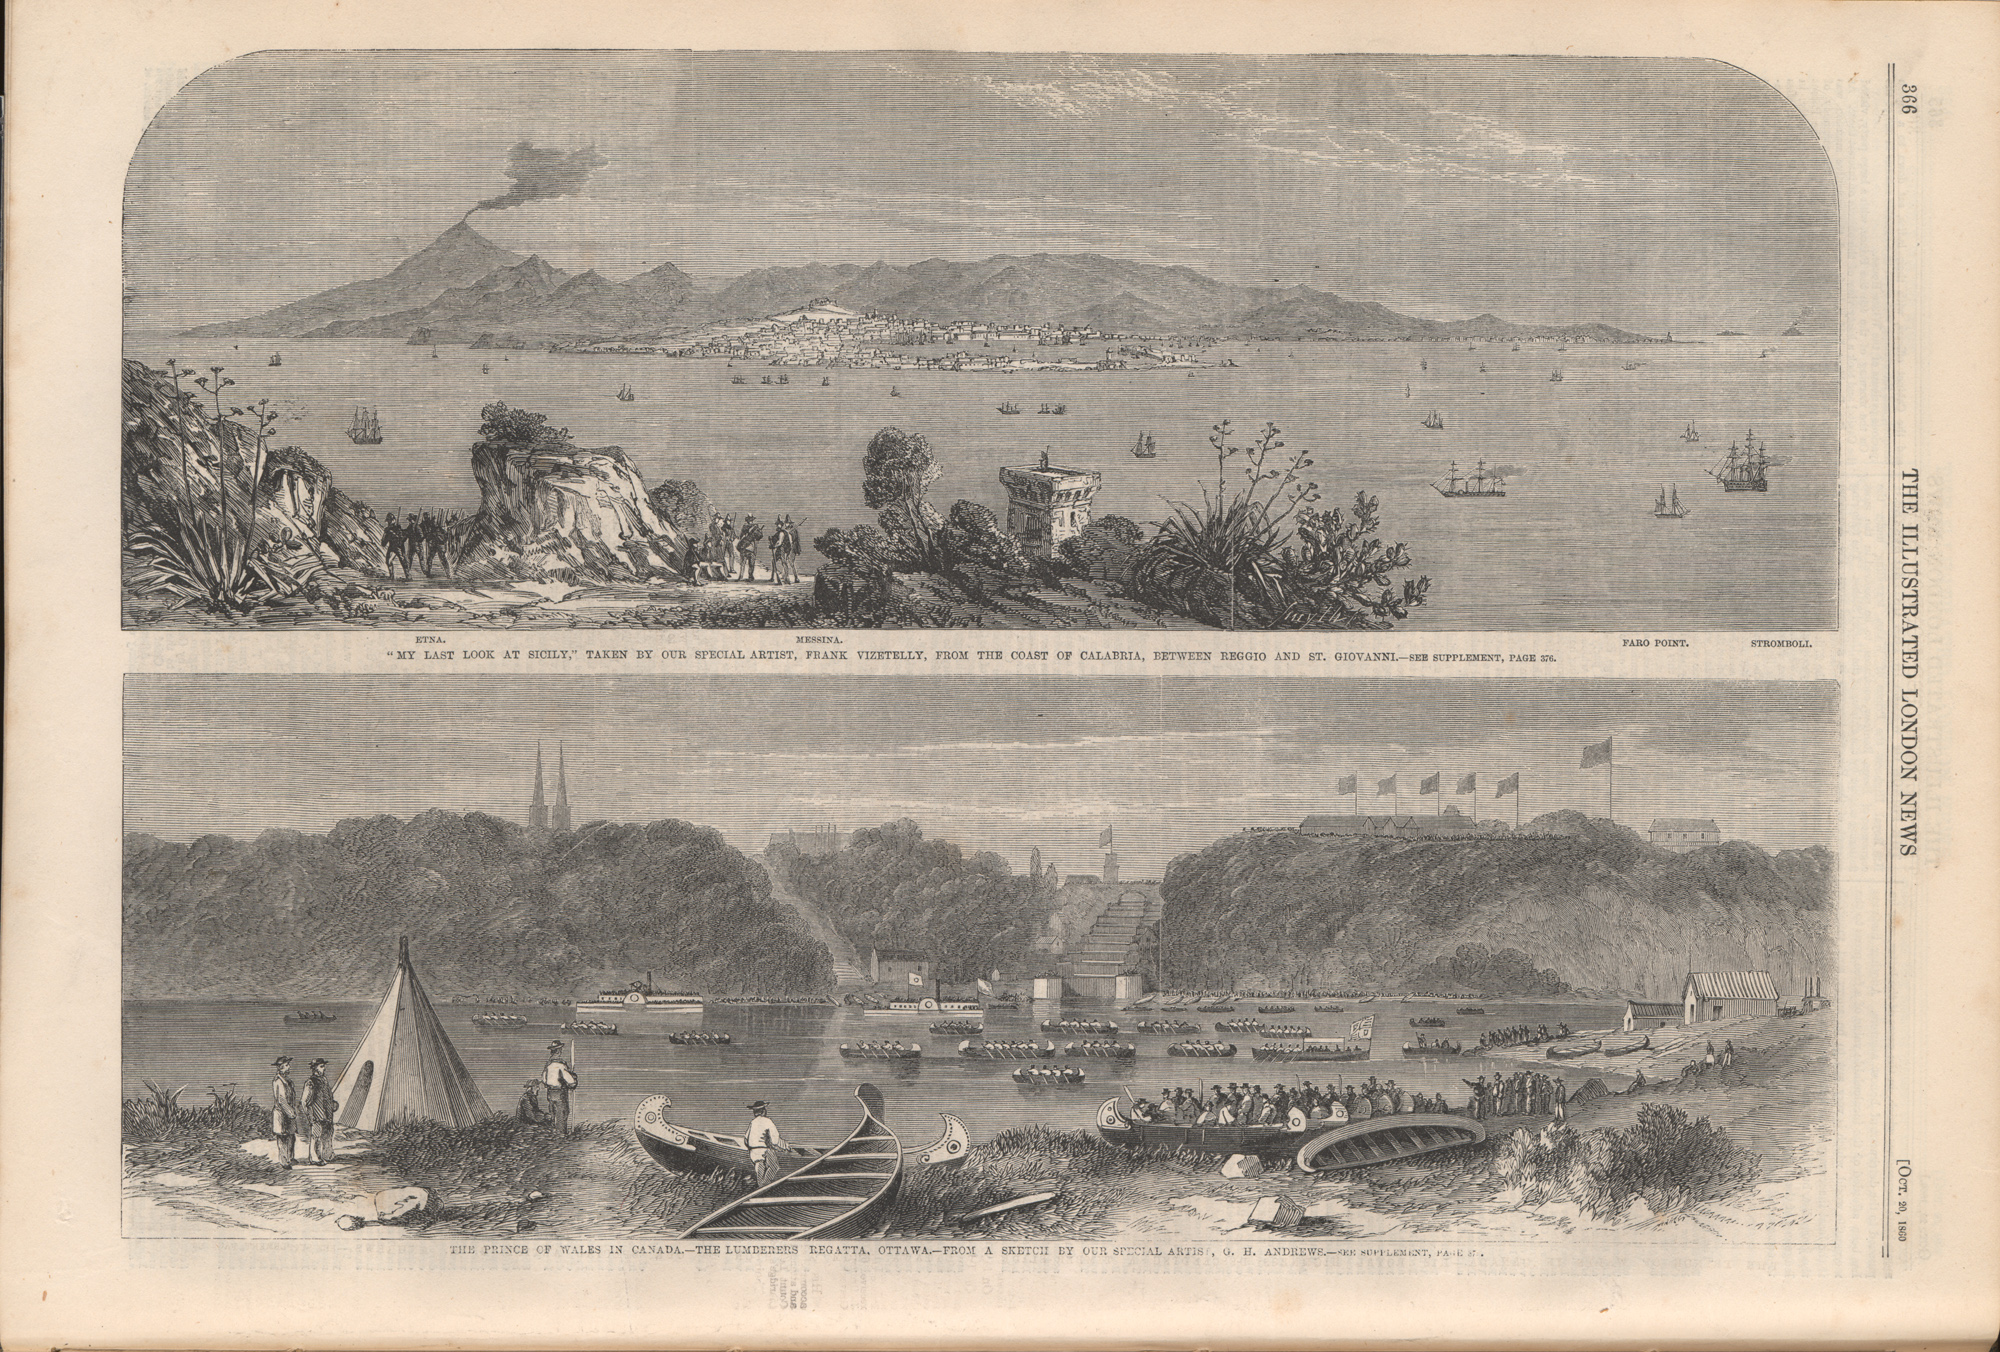 366
THE ILLUSTRATED LONDON NEWS
[OCT. 20, 1860
ETNA. MESSINA. FARO POINT. STROMBOLI.
"MY LAST LOOK AT SICILY," TAKEN BY OUR SPECIAL ARTIST, FRANK VIZETELLY, FROM THE COAST OF CALABRIA, BETWEEN REGGIO AND ST. GIOVANNI.—SEE SUPPLEMENT, PAGE 376.
THE PRINCE OF WALES IN CANADA.—THE LUMBERERS REGATTA, OTTAWA.—FROM A SKETCH BY OUR SPECIAL ARTIST, G. H. ANDREWS.—SEE SUPPLEMENT, PAGE